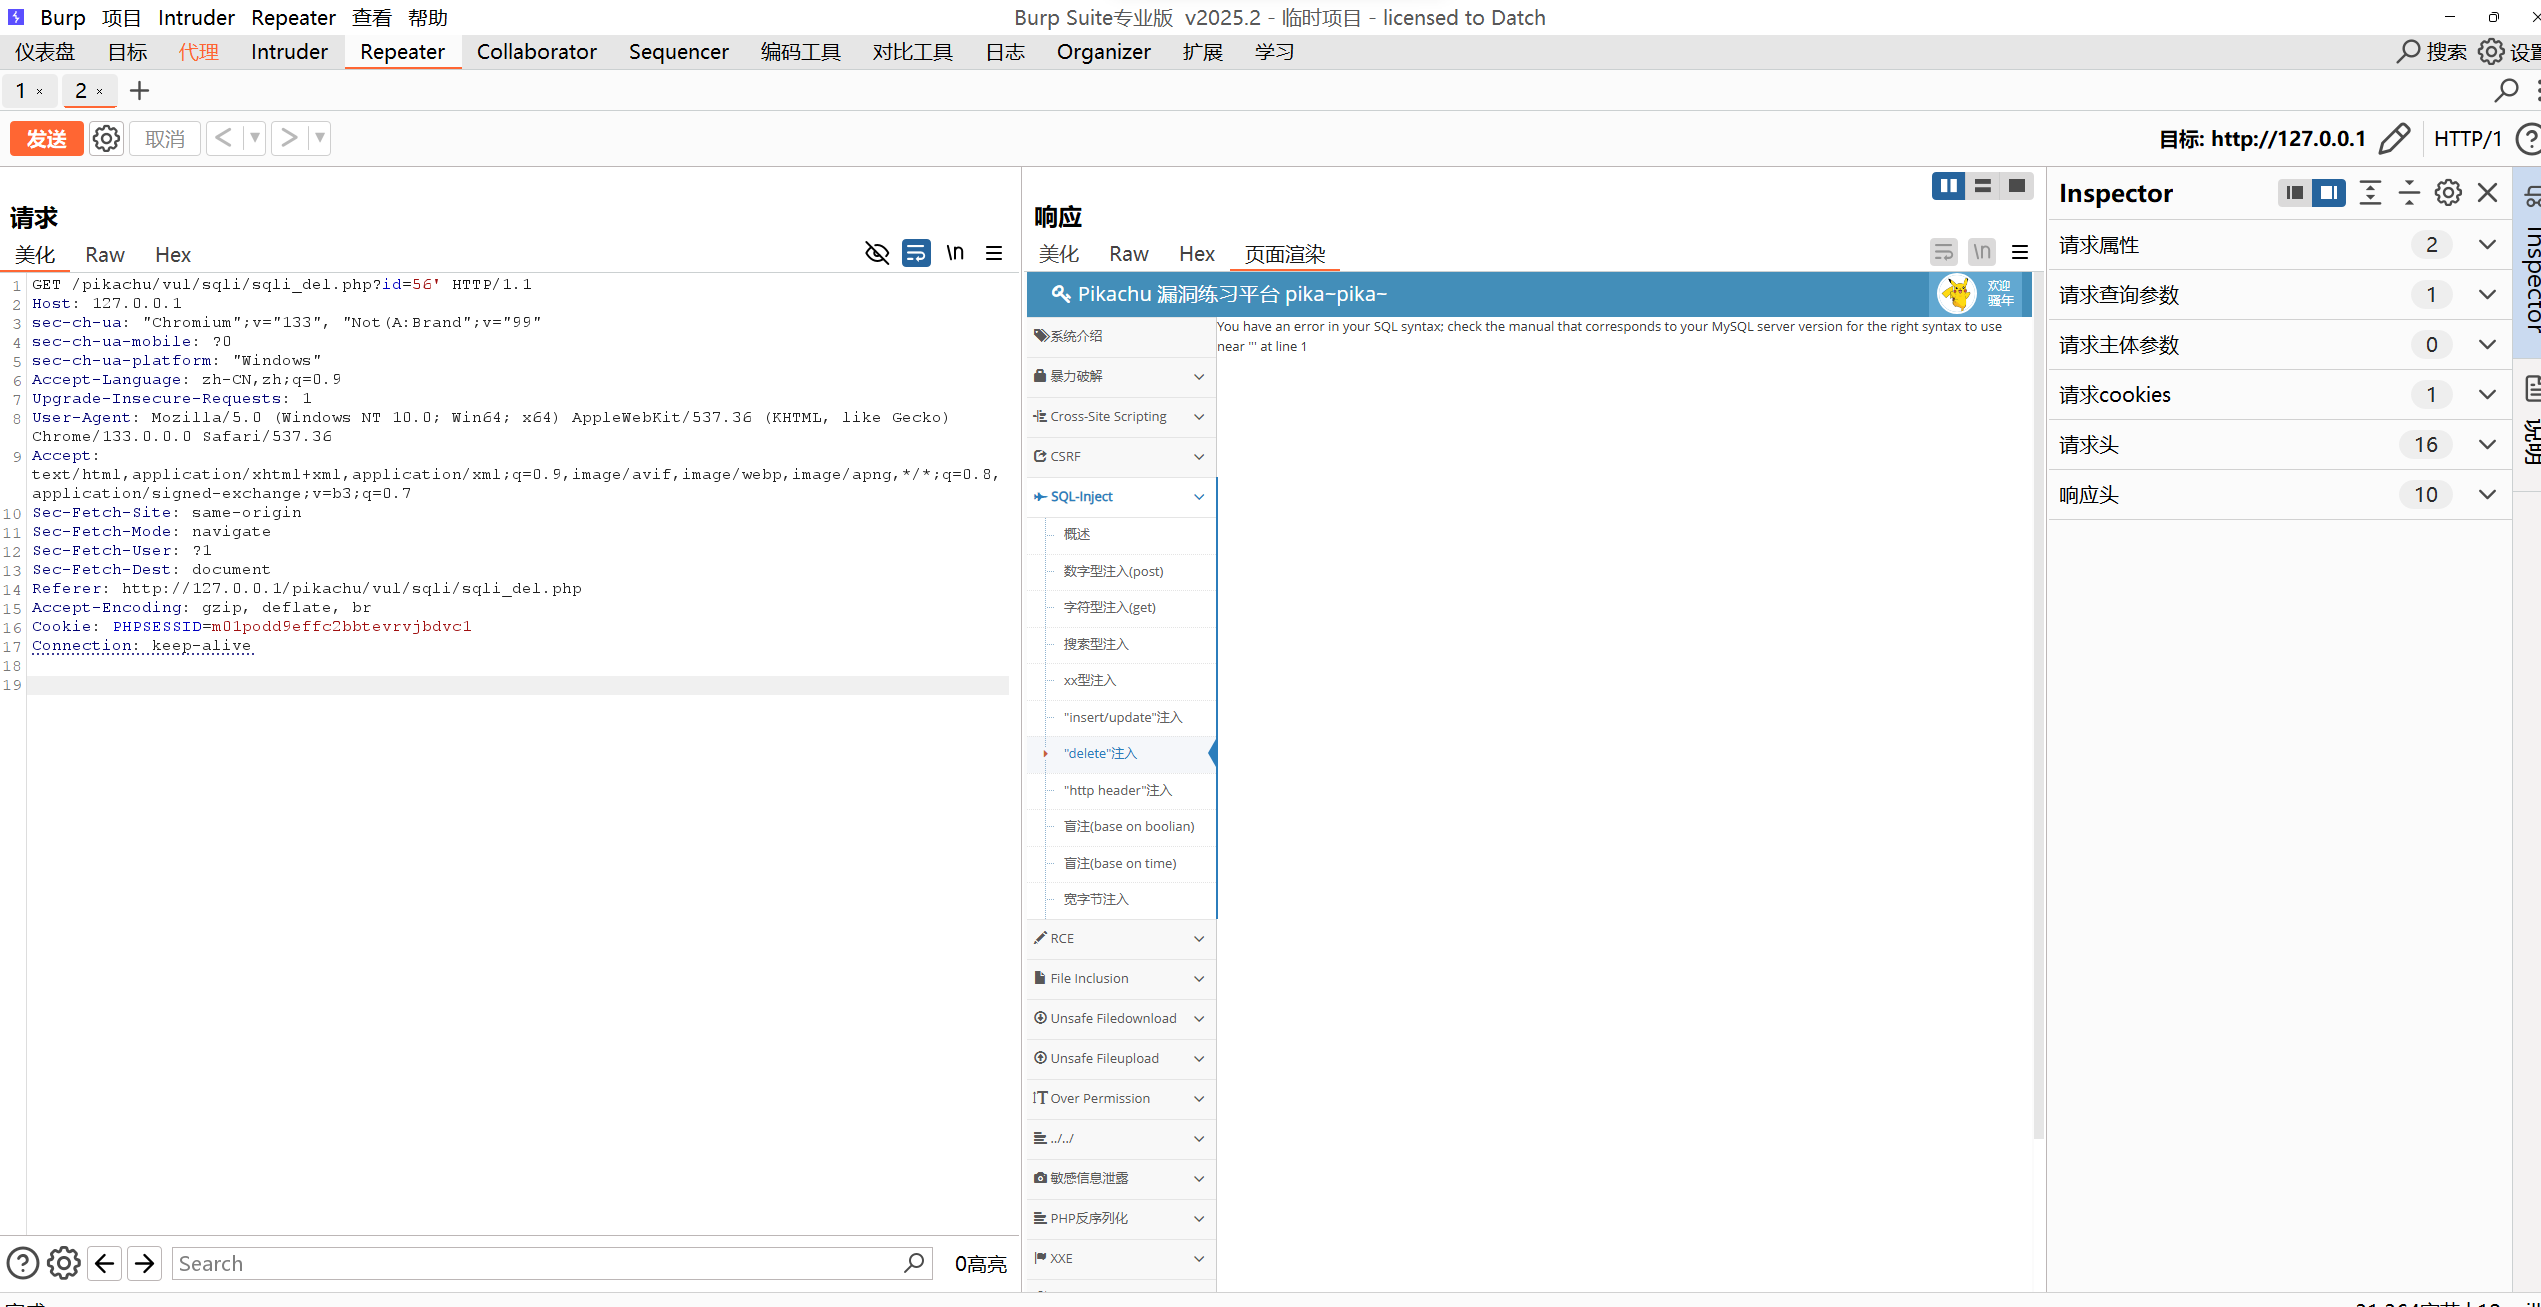 Burp 项目 Intruder Repeater 查看 帮助
Burp Suite专业版 v2025.2 - 临时项目 - licensed to Datch
仪表盘 目标 代理 Intruder Repeater Collaborator Sequencer 编码工具 对比工具 日志 Organizer 扩展 学习
搜索 设置
1 × 2 × +
发送 取消 < >
目标: http://127.0.0.1 HTTP/1
请求
美化 Raw Hex
\n
1 GET /pikachu/vul/sqli/sqli_del.php?id=56' HTTP/1.1
2 Host: 127.0.0.1
3 sec-ch-ua: "Chromium";v="133", "Not(A:Brand";v="99"
4 sec-ch-ua-mobile: ?0
5 sec-ch-ua-platform: "Windows"
6 Accept-Language: zh-CN,zh;q=0.9
7 Upgrade-Insecure-Requests: 1
8 User-Agent: Mozilla/5.0 (Windows NT 10.0; Win64; x64) AppleWebKit/537.36 (KHTML, like Gecko)
Chrome/133.0.0.0 Safari/537.36
9 Accept:
text/html,application/xhtml+xml,application/xml;q=0.9,image/avif,image/webp,image/apng,*/*;q=0.8,
application/signed-exchange;v=b3;q=0.7
10 Sec-Fetch-Site: same-origin
11 Sec-Fetch-Mode: navigate
12 Sec-Fetch-User: ?1
13 Sec-Fetch-Dest: document
14 Referer: http://127.0.0.1/pikachu/vul/sqli/sqli_del.php
15 Accept-Encoding: gzip, deflate, br
16 Cookie: PHPSESSID=m01podd9effc2bbtevrvjbdvc1
17 Connection: keep-alive
18
19
Search
0高亮
响应
美化 Raw Hex 页面渲染
\n
Pikachu 漏洞练习平台 pika~pika~
欢迎
骚年
系统介绍
暴力破解
Cross-Site Scripting
CSRF
SQL-Inject
概述
数字型注入(post)
字符型注入(get)
搜索型注入
xx型注入
"insert/update"注入
"delete"注入
"http header"注入
盲注(base on boolian)
盲注(base on time)
宽字节注入
RCE
File Inclusion
Unsafe Filedownload
Unsafe Fileupload
Over Permission
../../
敏感信息泄露
PHP反序列化
XXE
You have an error in your SQL syntax; check the manual that corresponds to your MySQL server version for the right syntax to use
near ''' at line 1
Inspector
请求属性 2
请求查询参数 1
请求主体参数 0
请求cookies 1
请求头 16
响应头 10
Inspector
说明